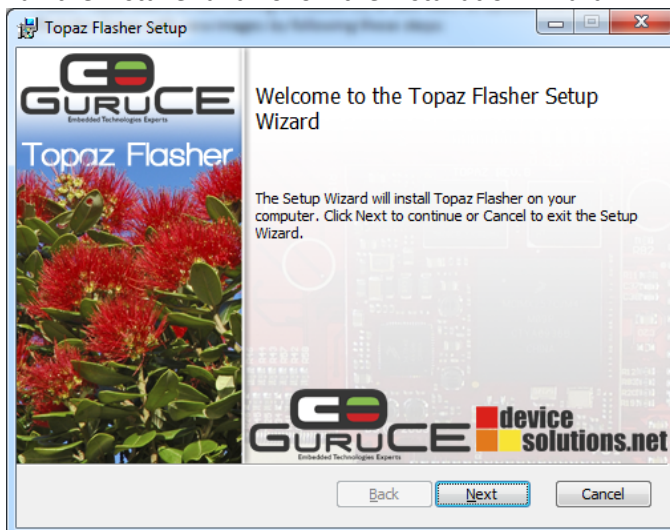 Topaz Flasher Setup
GURUCE
Embedded Technologies Experts
Topaz Flasher
Welcome to the Topaz Flasher Setup
Wizard
The Setup Wizard will install Topaz Flasher on your
computer. Click Next to continue or Cancel to exit the Setup
Wizard.
GURUCE
Embedded Technologies Experts
device
solutions.net
Back
Next
Cancel